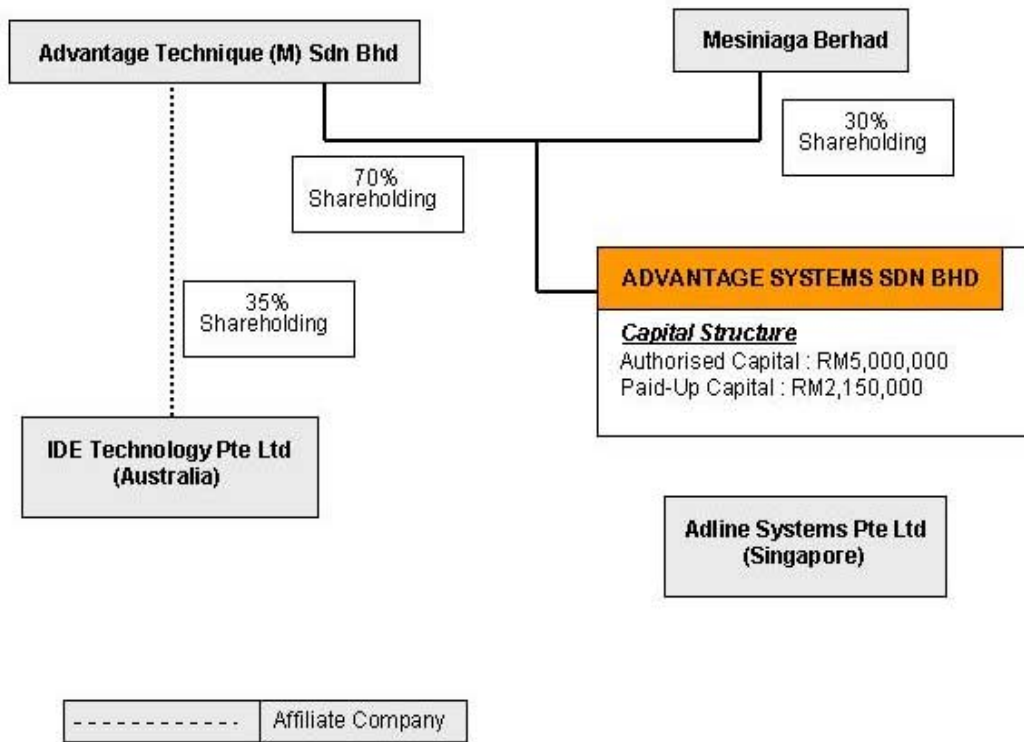 Advantage Technique (M) Sdn Bhd
Mesiniaga Berhad
30%
Shareholding
70%
Shareholding
35%
Shareholding
ADVANTAGE SYSTEMS SDN BHD
Capital Structure
Authorised Capital : RM5,000,000
Paid-Up Capital : RM2,150,000
IDE Technology Pte Ltd
(Australia)
Adline Systems Pte Ltd
(Singapore)
Affiliate Company